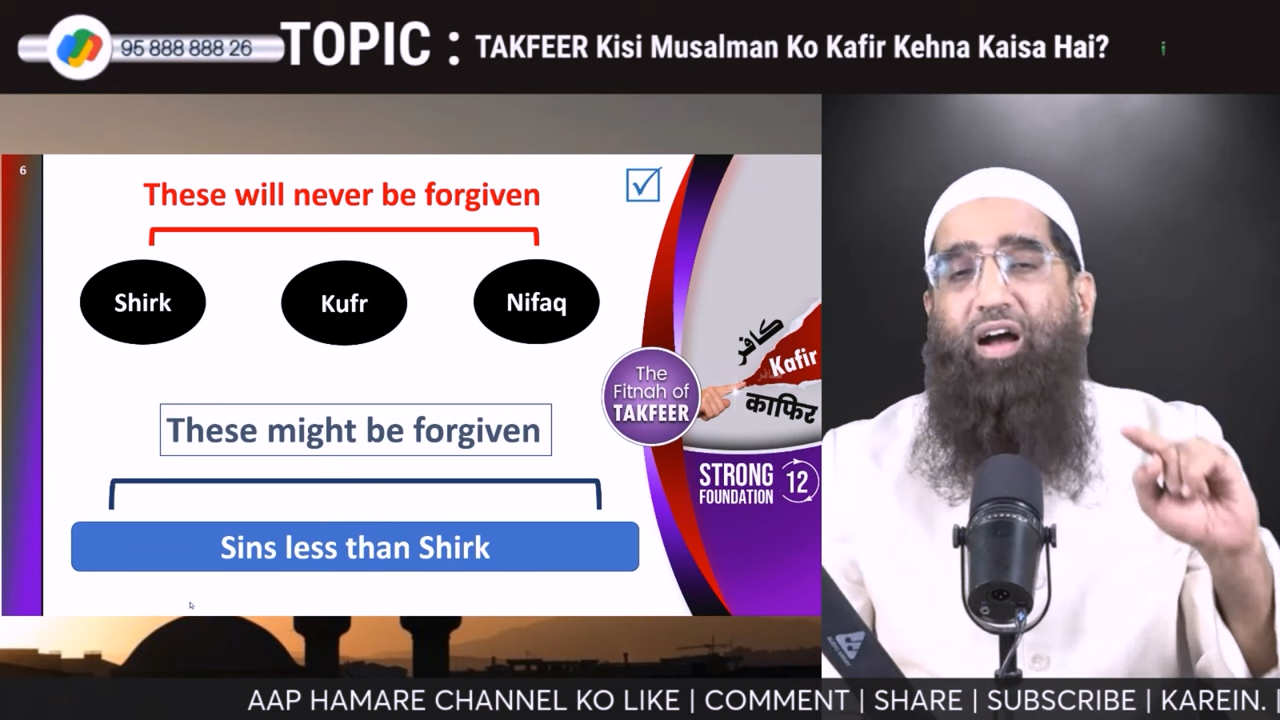 95 888 888 26
TOPIC : TAKFEER Kisi Musalman Ko Kafir Kehna Kaisa Hai?
6
These will never be forgiven
Shirk Kufr Nifaq
These might be forgiven
Sins less than Shirk
کافر
Kafir
काफिर
The
Fitnah of
TAKFEER
STRONG
FOUNDATION
12
AAP HAMARE CHANNEL KO LIKE | COMMENT | SHARE | SUBSCRIBE | KAREIN. |